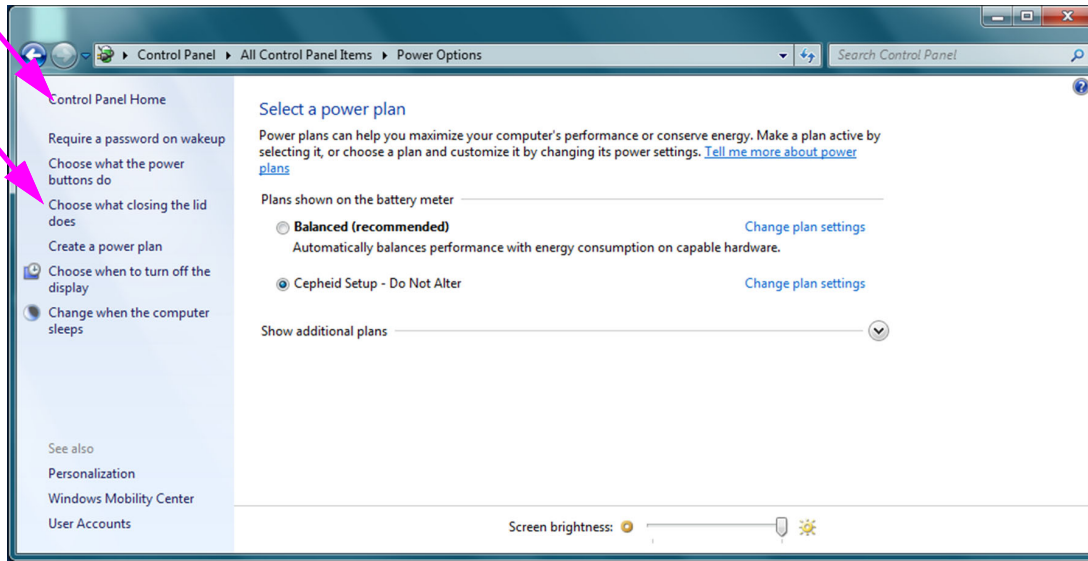 Control Panel All Control Panel Items Power Options Search Control Panel
Control Panel Home
Require a password on wakeup
Choose what the power
buttons do
Choose what closing the lid
does
Create a power plan
Choose when to turn off the
display
Change when the computer
sleeps
See also
Personalization
Windows Mobility Center
User Accounts
Select a power plan
Power plans can help you maximize your computer's performance or conserve energy. Make a plan active by
selecting it, or choose a plan and customize it by changing its power settings. Tell me more about power
plans
Plans shown on the battery meter
Balanced (recommended) Change plan settings
Automatically balances performance with energy consumption on capable hardware.
Cepheid Setup - Do Not Alter Change plan settings
Show additional plans
Screen brightness: